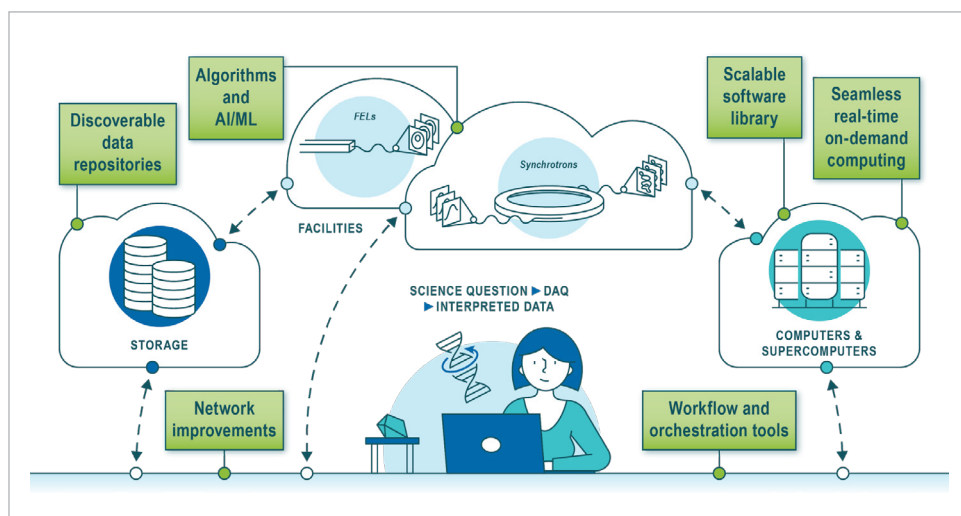 Algorithms
and
AI/ML
Scalable
software
library
Seamless
real-time
on-demand
computing
Discoverable
data
repositories
FELs
Synchrotrons
FACILITIES
SCIENCE QUESTION ▶ DAQ
▶ INTERPRETED DATA
STORAGE
COMPUTERS &
SUPERCOMPUTERS
Network
improvements
Workflow and
orchestration tools